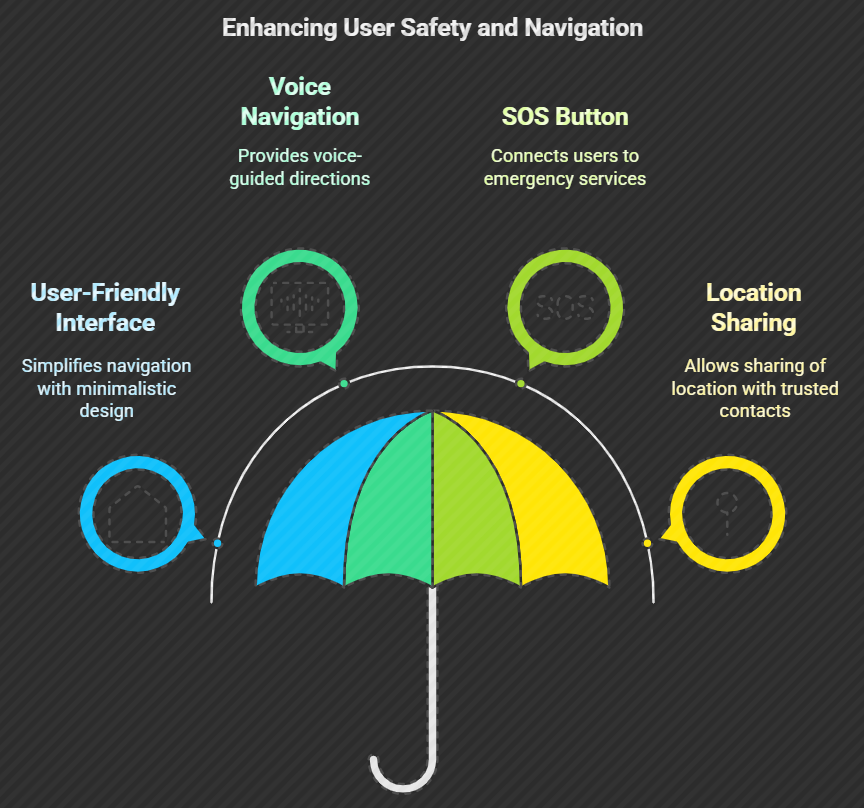 Enhancing User Safety and Navigation
Voice
Navigation
Provides voice-
guided directions
SOS Button
Connects users to
emergency services
User-Friendly
Interface
Simplifies navigation
with minimalistic
design
Location
Sharing
Allows sharing of
location with trusted
contacts
SOS